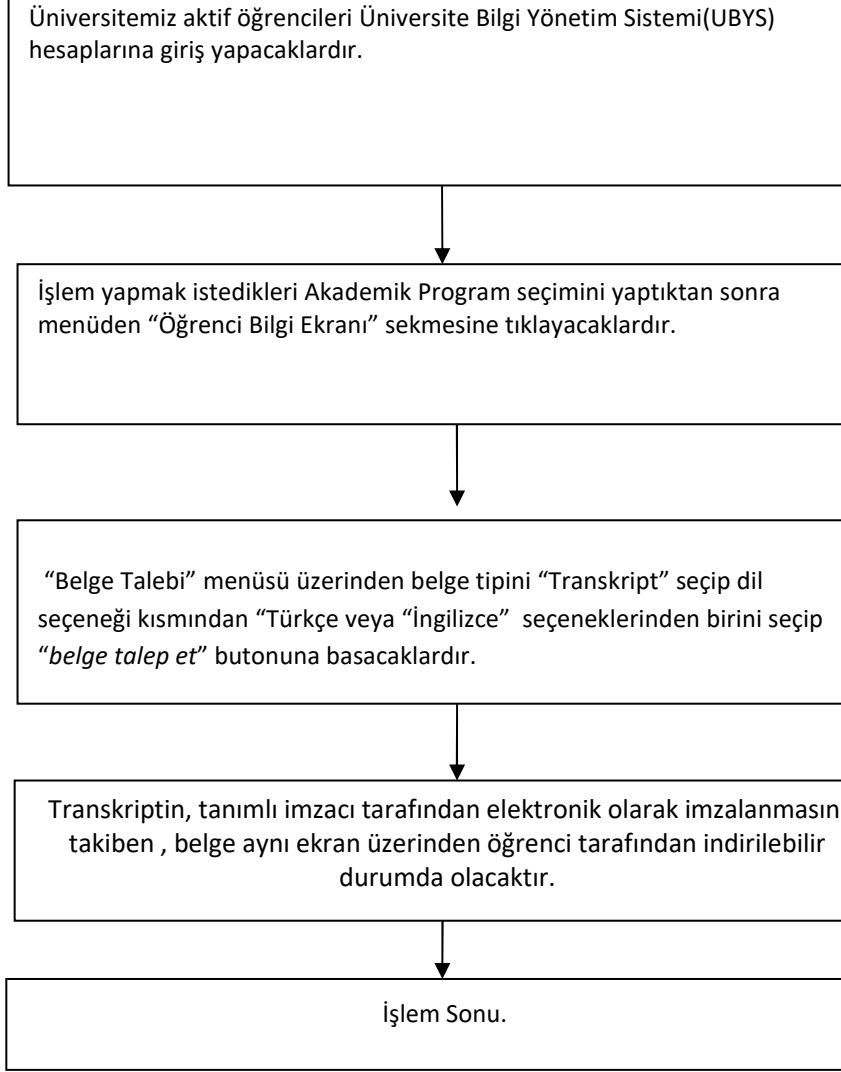 Üniversitemiz aktif öğrencileri Üniversite Bilgi Yönetim Sistemi(UBYS)
hesaplarına giriş yapacaklardır.
İşlem yapmak istedikleri Akademik Program seçimini yaptıktan sonra
menüden “Öğrenci Bilgi Ekranı” sekmesine tıklayacaklardır.
“Belge Talebi” menüsü üzerinden belge tipini “Transkript” seçip dil
seçeneği kısmından “Türkçe veya “İngilizce” seçeneklerinden birini seçip
“belge talep et” butonuna basacaklardır.
Transkriptin, tanımlı imzacı tarafından elektronik olarak imzalanmasın
takiben , belge aynı ekran üzerinden öğrenci tarafından indirilebilir
durumda olacaktır.
İşlem Sonu.